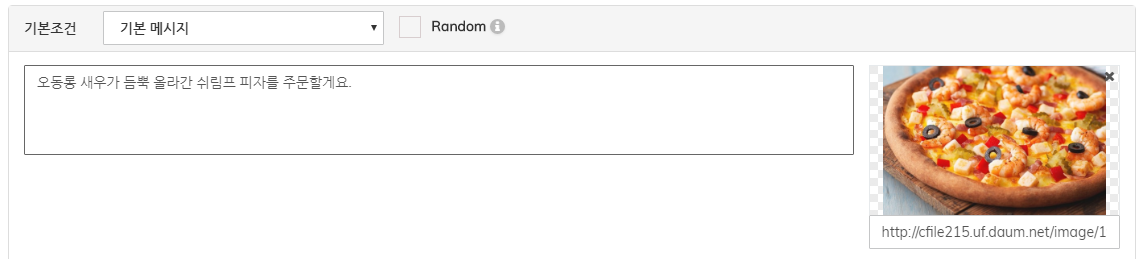 기본조건
기본 메시지
Random
오동통 새우가 듬뿍 올라간 쉬림프 피자를 주문할게요.
http://cfile215.uf.daum.net/image/1